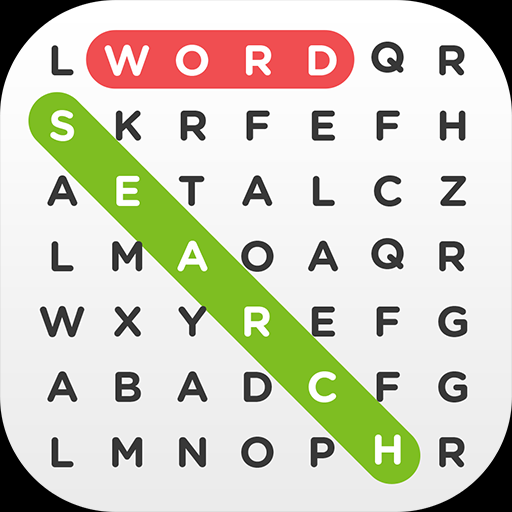 L W O R D Q R
S K R F E F H
A E T A L C Z
L M A O A Q R
W X Y R E F G
A B A D C F G
L M N O P H R